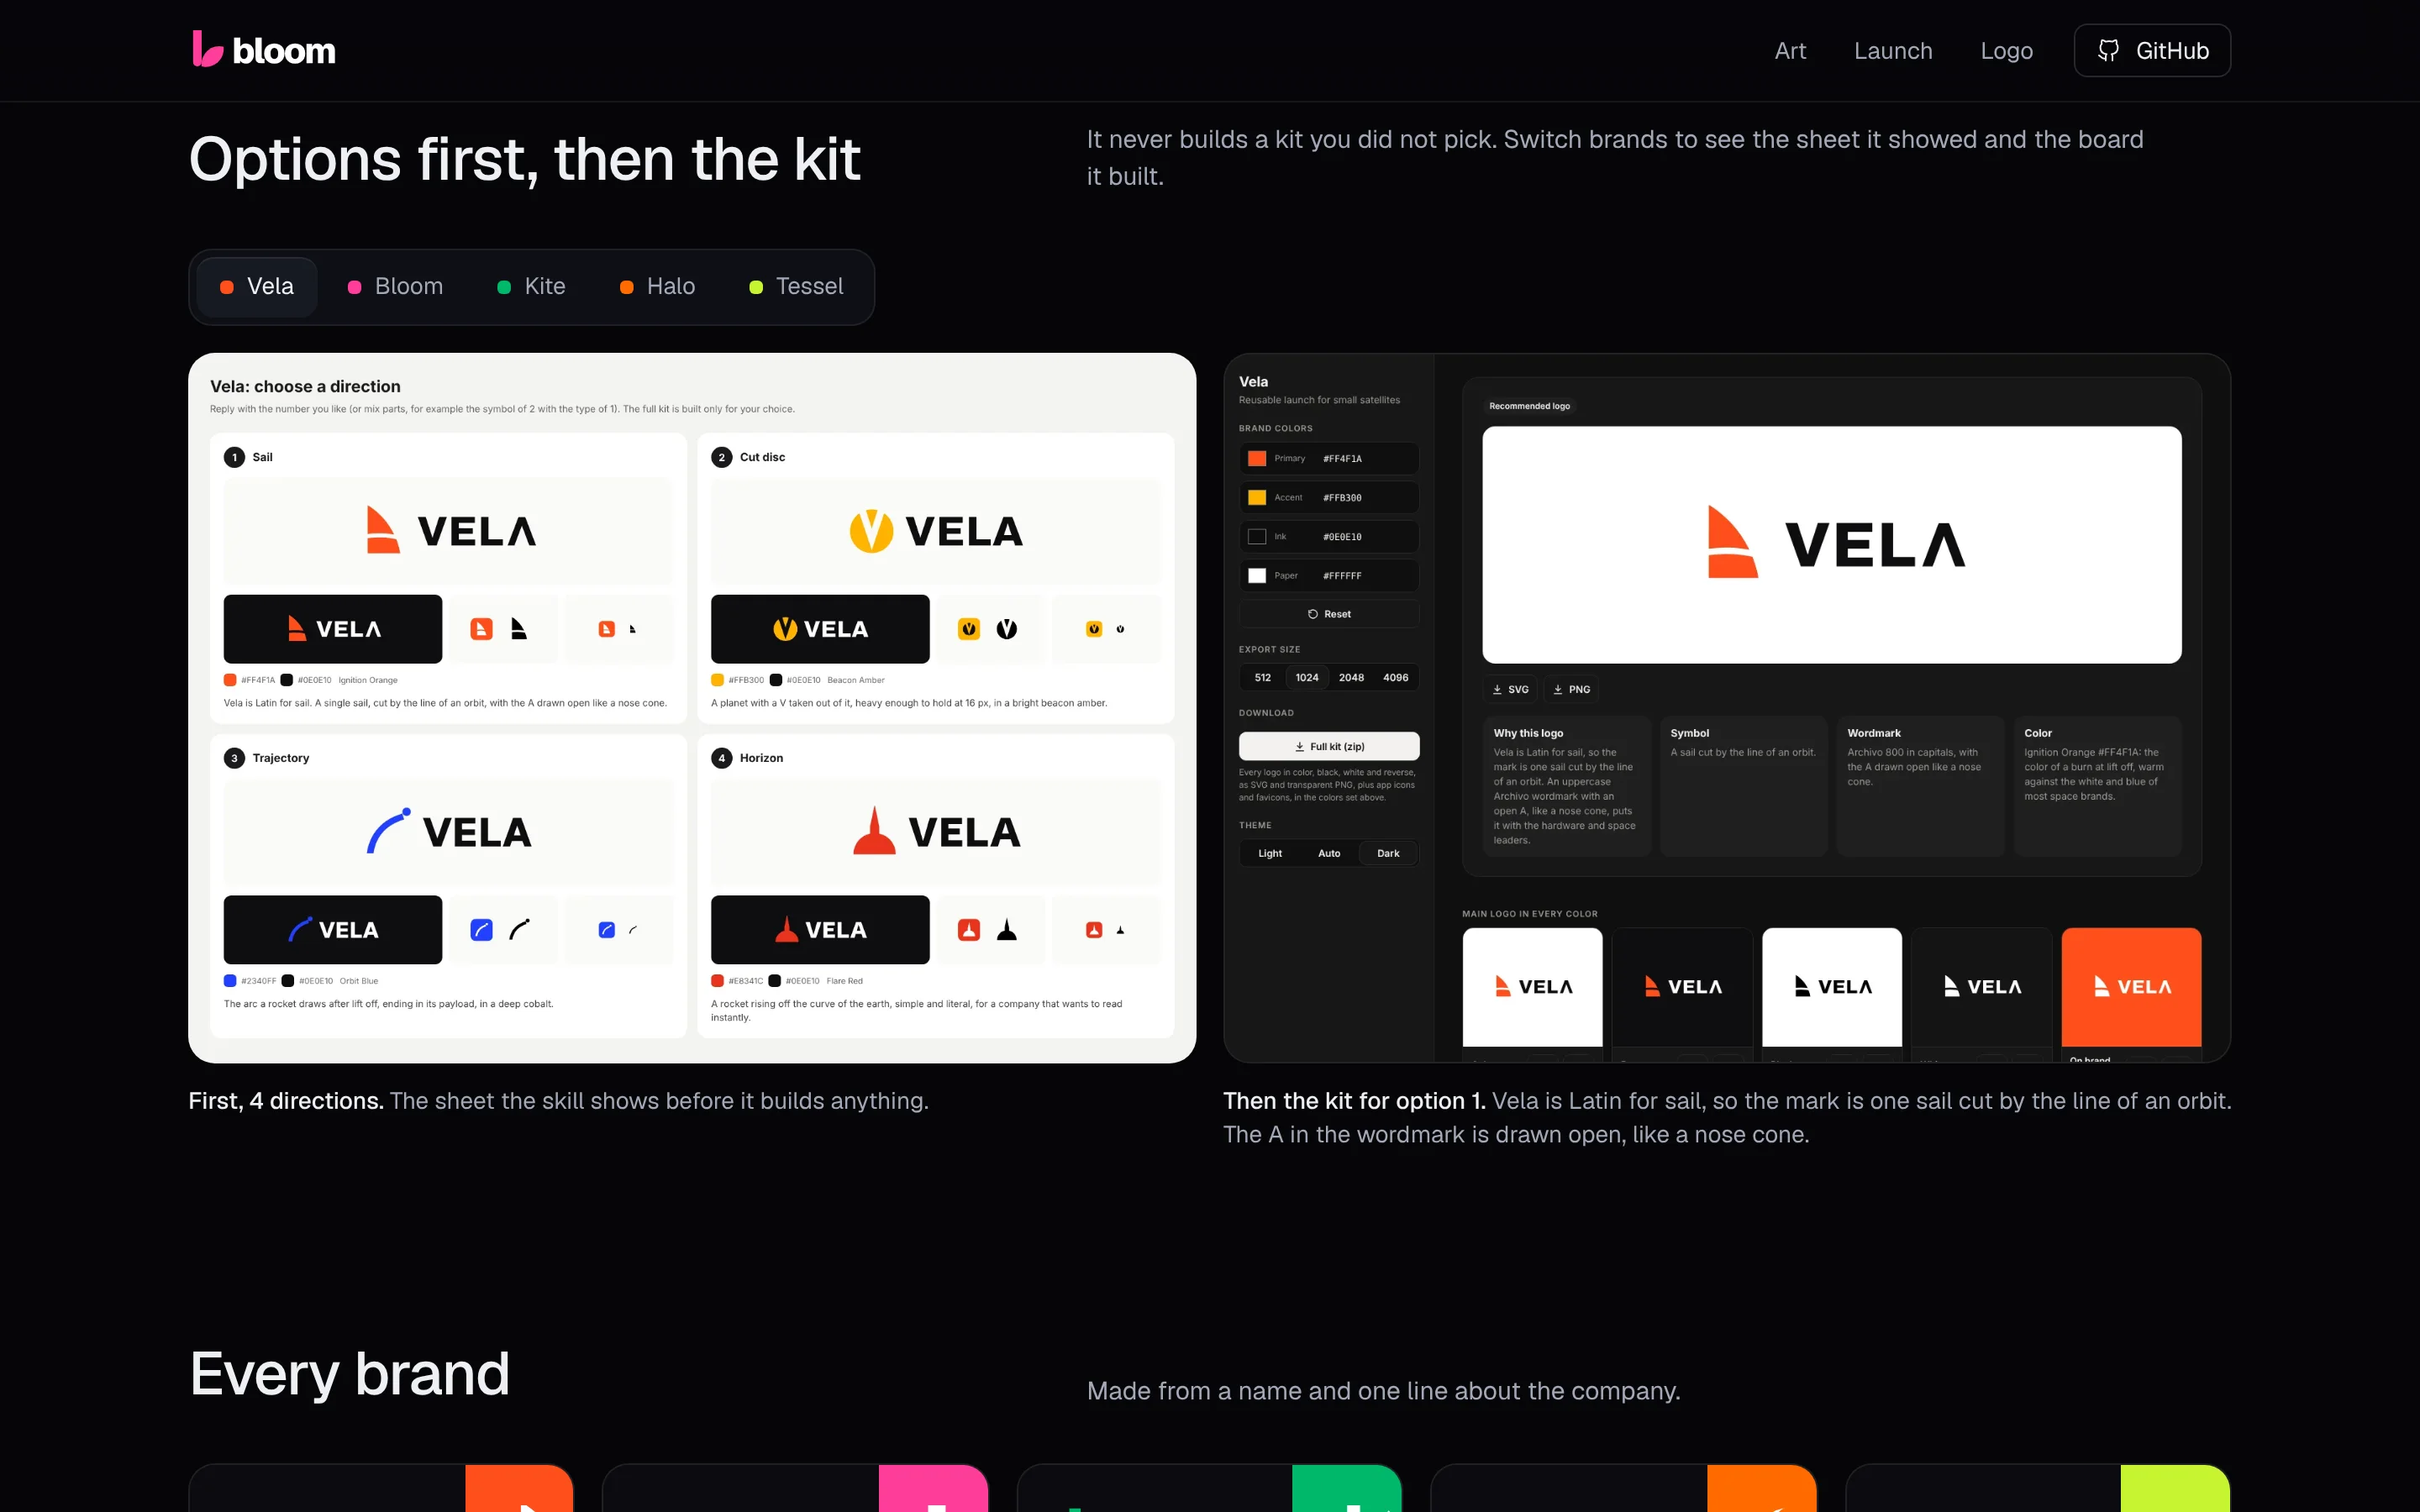 bloom
Art
Launch
Logo
GitHub
Options first, then the kit
It never builds a kit you did not pick. Switch brands to see the sheet it showed and the board
it built.
Vela
Bloom
Kite
Halo
Tessel
Vela: choose a direction
Reply with the number you like (or mix parts, for example the symbol of 2 with the type of 1). The full kit is built only for your choice.
1 Sail
VELA
VELA
#FF4F1A #0E0E10 Ignition Orange
Vela is Latin for sail. A single sail, cut by the line of an orbit, with the A drawn open like a nose cone.
2 Cut disc
VELA
VELA
#FFB300 #0E0E10 Beacon Amber
A planet with a V taken out of it, heavy enough to hold at 16 px, in a bright beacon amber.
3 Trajectory
VELA
VELA
#2340FF #0E0E10 Orbit Blue
The arc a rocket draws after lift off, ending in its payload, in a deep cobalt.
4 Horizon
VELA
VELA
#E8341C #0E0E10 Flare Red
A rocket rising off the curve of the earth, simple and literal, for a company that wants to read
instantly.
First, 4 directions. The sheet the skill shows before it builds anything.
Vela
Reusable launch for small satellites
BRAND COLORS
Primary #FF4F1A
Accent #FFB300
Ink #0E0E10
Paper #FFFFFF
Reset
EXPORT SIZE
512 1024 2048 4096
DOWNLOAD
Full kit (zip)
Every logo in color, black, white and reverse,
as SVG and transparent PNG, plus app icons
and favicons, in the colors set above.
THEME
Light Auto Dark
Recommended logo
VELA
SVG PNG
Why this logo
Vela is Latin for sail, so the
mark is one sail cut by the line
of an orbit. An uppercase
Archivo wordmark with an
open A, like a nose cone, puts
it with the hardware and space
leaders.
Symbol
A sail cut by the line of an orbit.
Wordmark
Archivo 800 in capitals, with
the A drawn open like a nose
cone.
Color
Ignition Orange #FF4F1A: the
color of a burn at lift off, warm
against the white and blue of
most space brands.
MAIN LOGO IN EVERY COLOR
VELA
VELA
VELA
VELA
VELA
On brand
Then the kit for option 1. Vela is Latin for sail, so the mark is one sail cut by the line of an orbit.
The A in the wordmark is drawn open, like a nose cone.
Every brand
Made from a name and one line about the company.